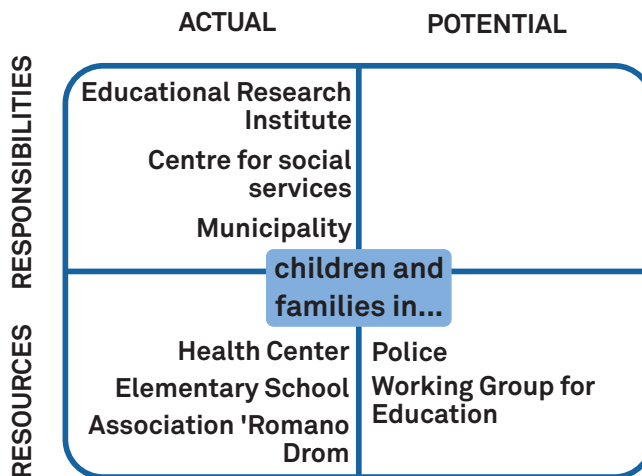 ACTUAL
POTENTIAL
RESPONSIBILITIES
Educational Research
Institute
Centre for social
services
Municipality
children and
families in...
RESOURCES
Health Center
Elementary School
Association 'Romano
Drom
Police
Working Group for
Education